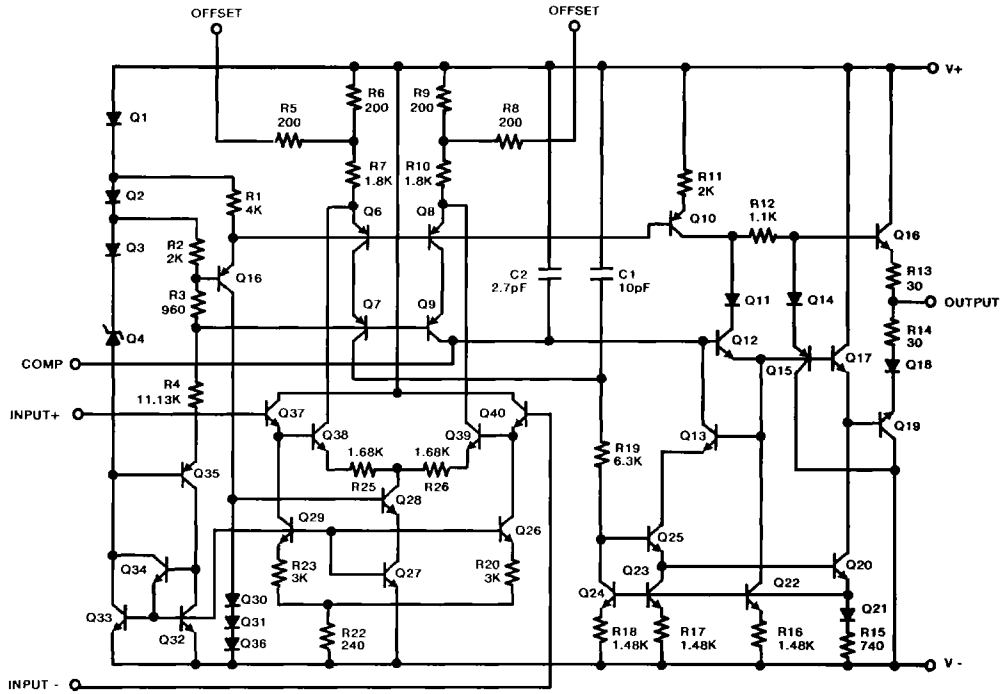 OFFSET
OFFSET
V+
Q1
R5
200
R6
200
R9
200
R8
200
R7
1.8K
R10
1.8K
R11
2K
Q2
R1
4K
Q6
Q8
Q10
R12
1.1K
Q16
Q3
R2
2K
Q16
R3
960
C2
2.7pF
C1
10pF
R13
30
Q11
Q14
OUTPUT
Q4
Q7
Q9
Q12
R14
30
Q15
Q17
Q18
COMP
R4
11.13K
INPUT+
Q37
Q40
Q38
Q39
Q13
Q19
1.68K
R25
1.68K
R26
R19
6.3K
Q35
Q28
Q29
Q26
Q25
Q34
R23
3K
Q27
R20
3K
Q23
Q24
Q22
Q20
Q21
Q33
Q32
Q30
Q31
Q36
R22
240
R18
1.48K
R17
1.48K
R16
1.48K
R15
740
V -
INPUT -